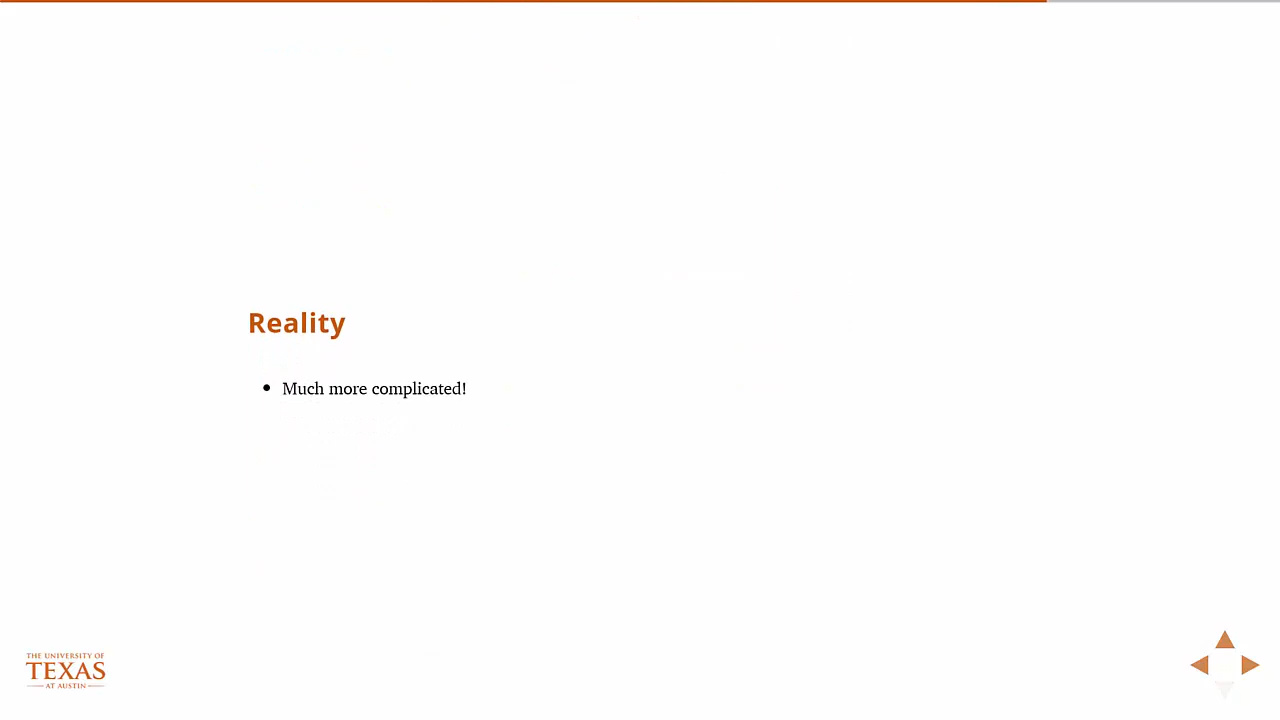 Reality
• Much more complicated!
THE UNIVERSITY OF
TEXAS
AT AUSTIN